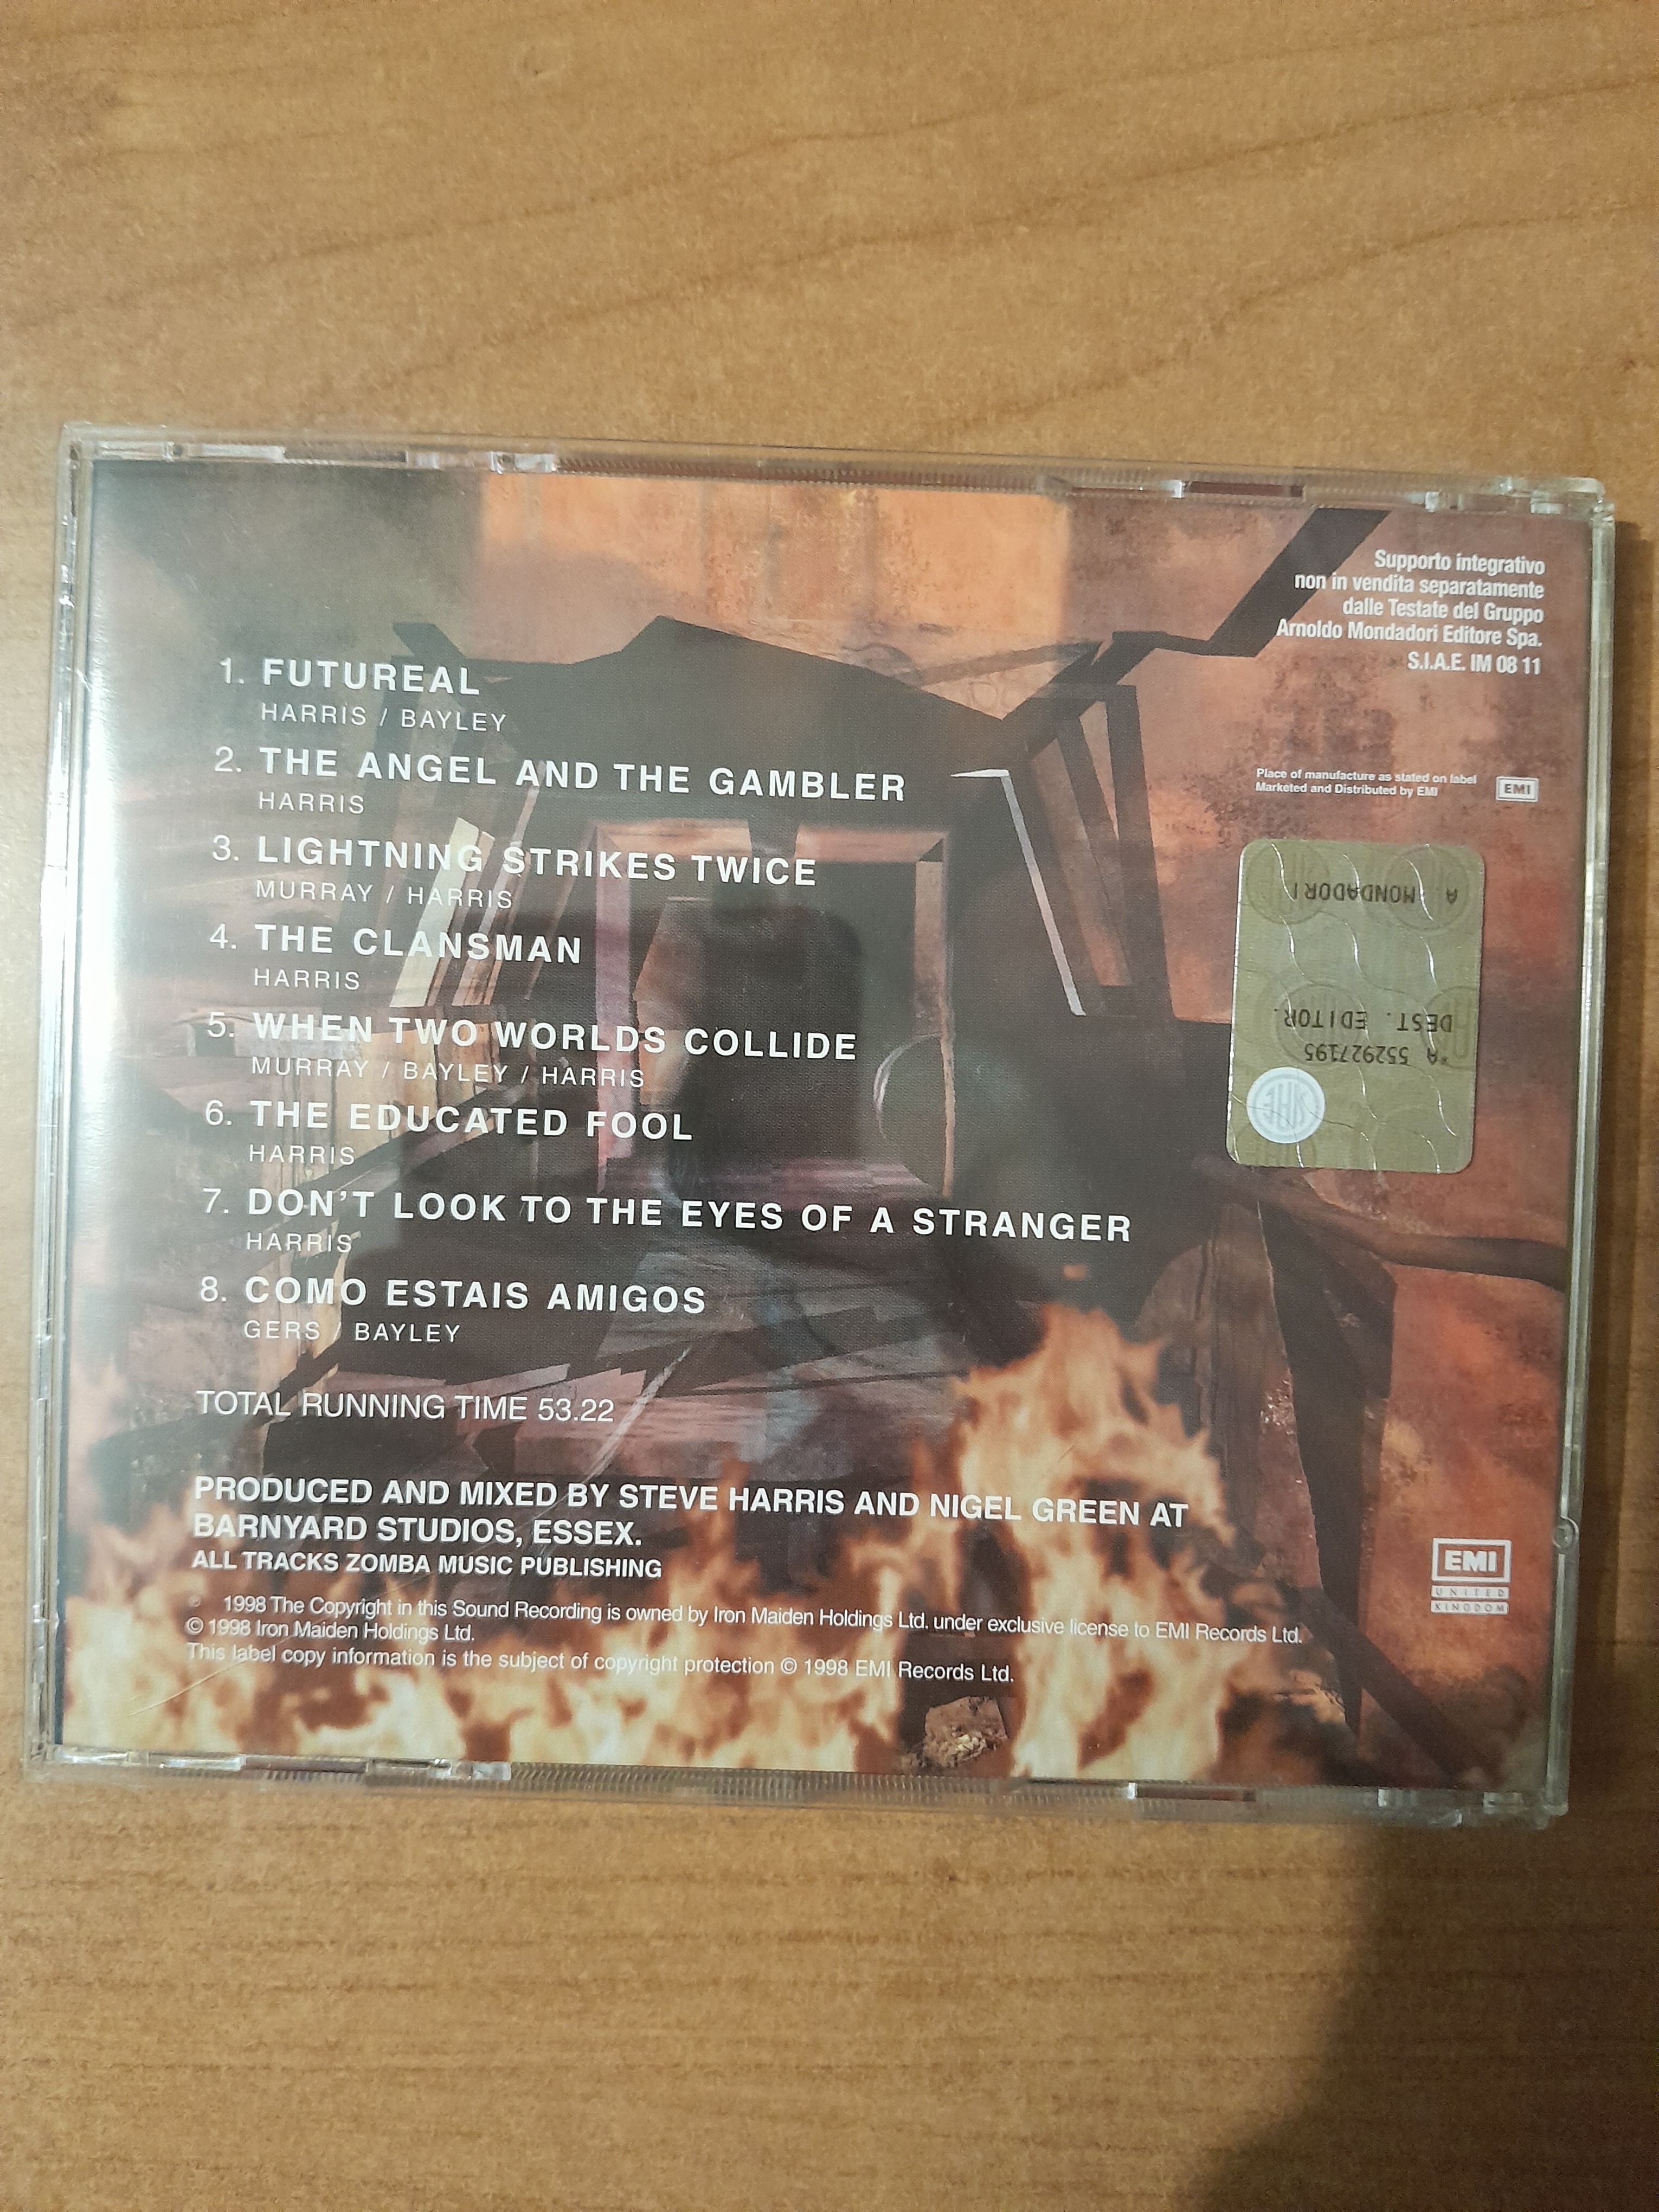 Supporto integrativo
non in vendita separatamente
dalle Testate del Gruppo
Arnoldo Mondadori Editore Spa.
S.I.A.E. IM 08 11
1. FUTUREAL
HARRIS / BAYLEY
2. THE ANGEL AND THE GAMBLER
HARRIS
3. LIGHTNING STRIKES TWICE
MURRAY / HARRIS
4. THE CLANSMAN
HARRIS
5. WHEN TWO WORLDS COLLIDE
MURRAY / BAYLEY / HARRIS
6. THE EDUCATED FOOL
HARRIS
7. DON'T LOOK TO THE EYES OF A STRANGER
HARRIS
8. COMO ESTAIS AMIGOS
GERS / BAYLEY
TOTAL RUNNING TIME 53.22
Place of manufacture as stated on label
Marketed and Distributed by EMI
EMI
A. MONDADORI
DEST. EDITOR.
*A 552927195
PRODUCED AND MIXED BY STEVE HARRIS AND NIGEL GREEN AT
BARNYARD STUDIOS, ESSEX.
ALL TRACKS ZOMBA MUSIC PUBLISHING
℗ 1998 The Copyright in this Sound Recording is owned by Iron Maiden Holdings Ltd. under exclusive license to EMI Records Ltd.
© 1998 Iron Maiden Holdings Ltd.
This label copy information is the subject of copyright protection © 1998 EMI Records Ltd.
EMI
UNITED
KINGDOM